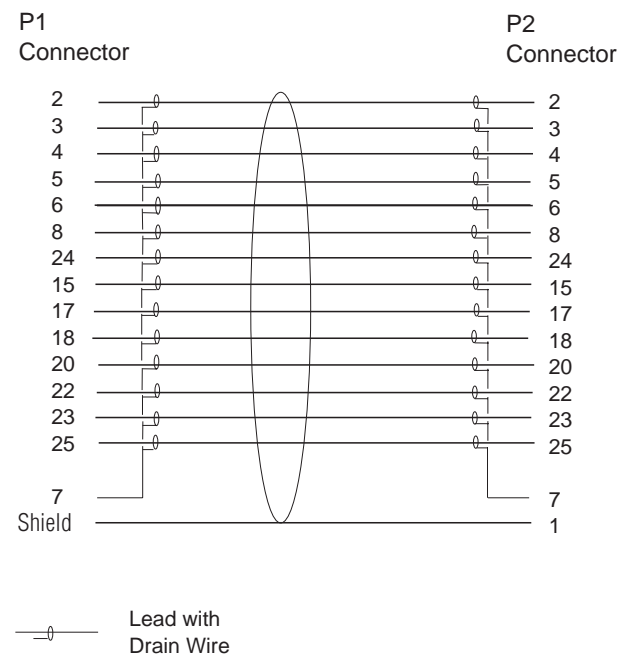 P1
Connector
P2
Connector
2 2
3 3
4 4
5 5
6 6
8 8
24 24
15 15
17 17
18 18
20 20
22 22
23 23
25 25
7 7
Shield 1
Lead with
Drain Wire